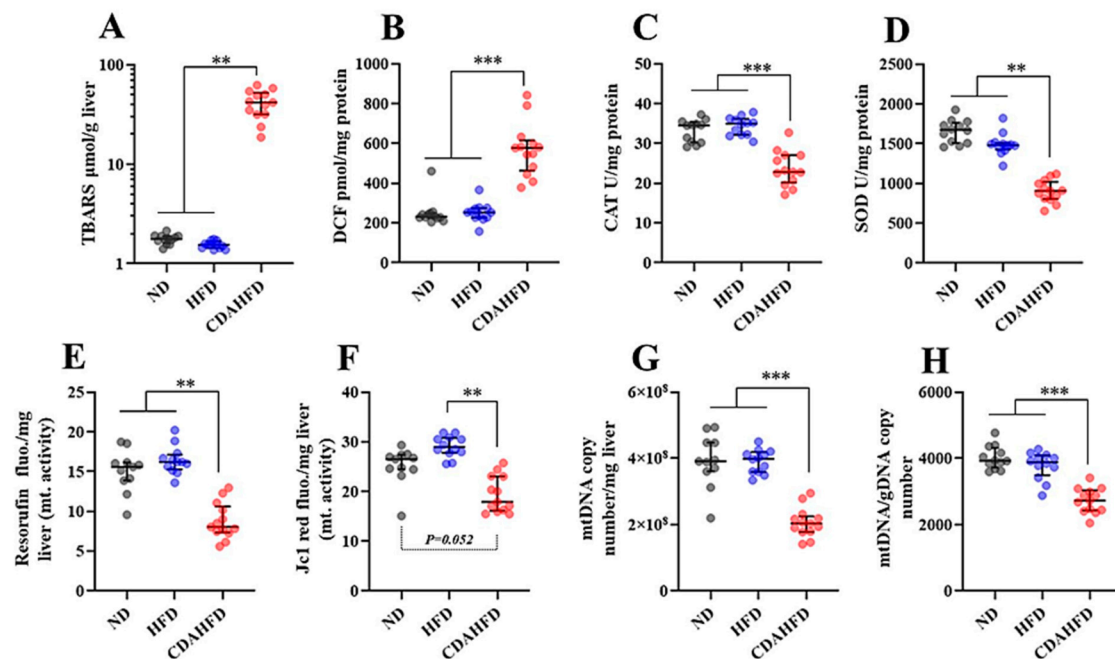 A
TBARS µmol/g liver
100
10
1
**
ND
HFD
CDAHFD
B
DCF pmol/mg protein
1000
800
600
400
200
0
***
ND
HFD
CDAHFD
C
CAT U/mg protein
40
30
20
10
0
***
ND
HFD
CDAHFD
D
SOD U/mg protein
2500
2000
1500
1000
500
0
**
ND
HFD
CDAHFD
E
Resorufin fluo./mg
liver (mt. activity)
25
20
15
10
5
0
**
ND
HFD
CDAHFD
F
Jc1 red fluo./mg liver
(mt. activity)
40
30
20
10
0
**
P=0.052
ND
HFD
CDAHFD
G
mtDNA copy
number/mg liver
6×10⁸
4×10⁸
2×10⁸
0
***
ND
HFD
CDAHFD
H
mtDNA/gDNA copy
number
6000
4000
2000
0
***
ND
HFD
CDAHFD